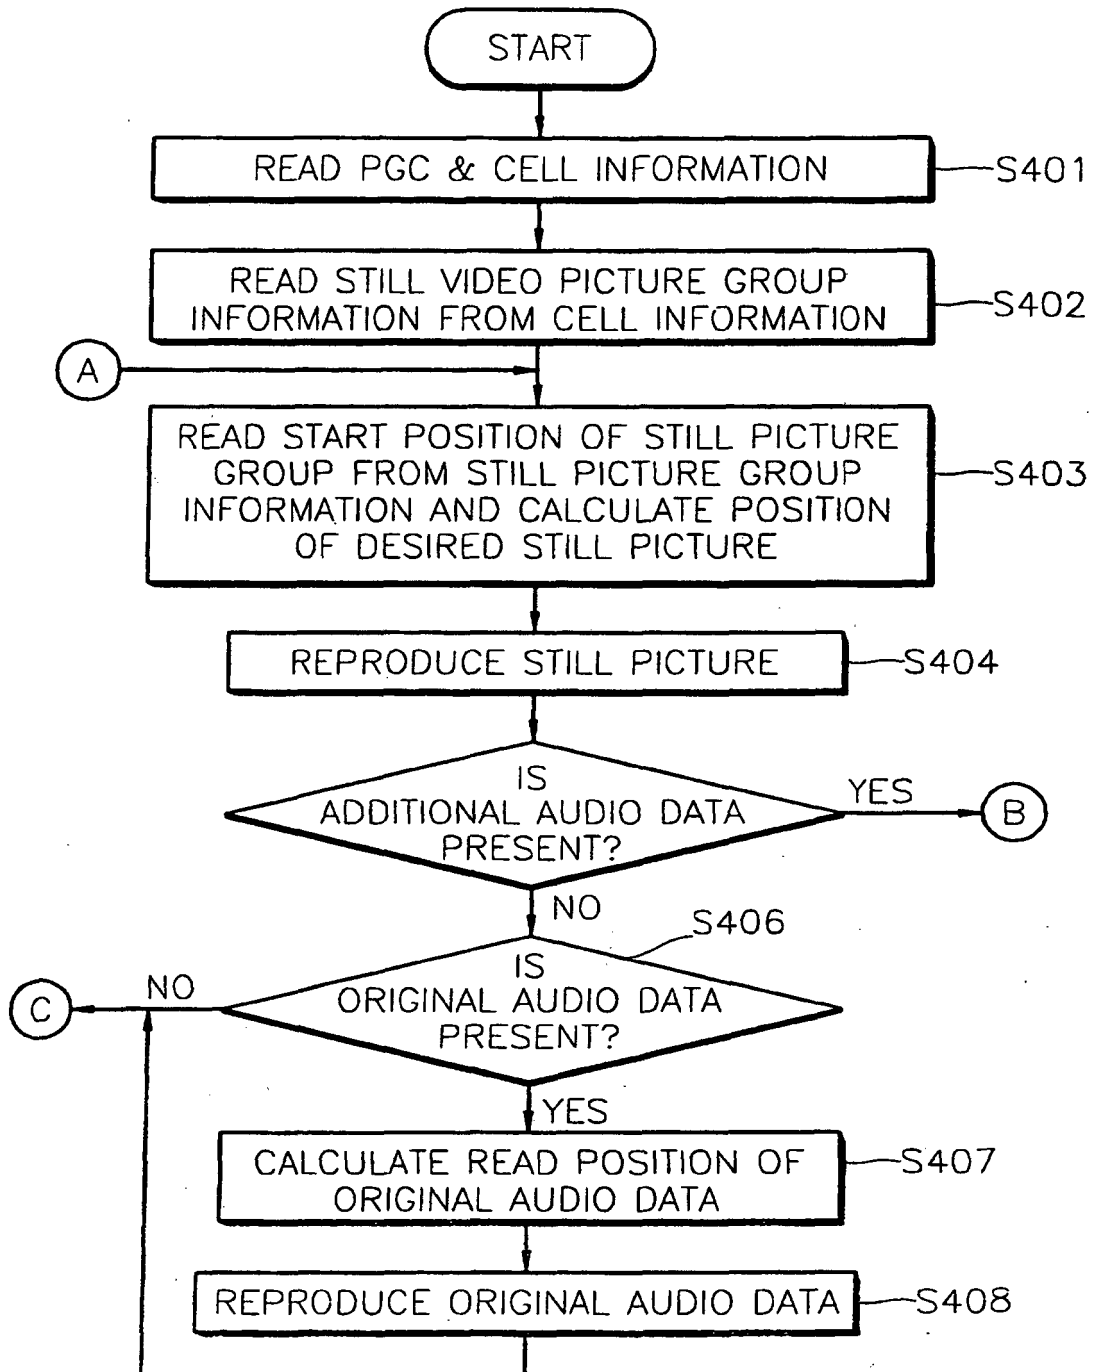 START
READ PGC & CELL INFORMATION
S401
READ STILL VIDEO PICTURE GROUP
INFORMATION FROM CELL INFORMATION
S402
A
READ START POSITION OF STILL PICTURE
GROUP FROM STILL PICTURE GROUP
INFORMATION AND CALCULATE POSITION
OF DESIRED STILL PICTURE
S403
REPRODUCE STILL PICTURE
S404
IS
ADDITIONAL AUDIO DATA
PRESENT?
YES
B
NO
S406
IS
ORIGINAL AUDIO DATA
PRESENT?
NO
C
YES
CALCULATE READ POSITION OF
ORIGINAL AUDIO DATA
S407
REPRODUCE ORIGINAL AUDIO DATA
S408